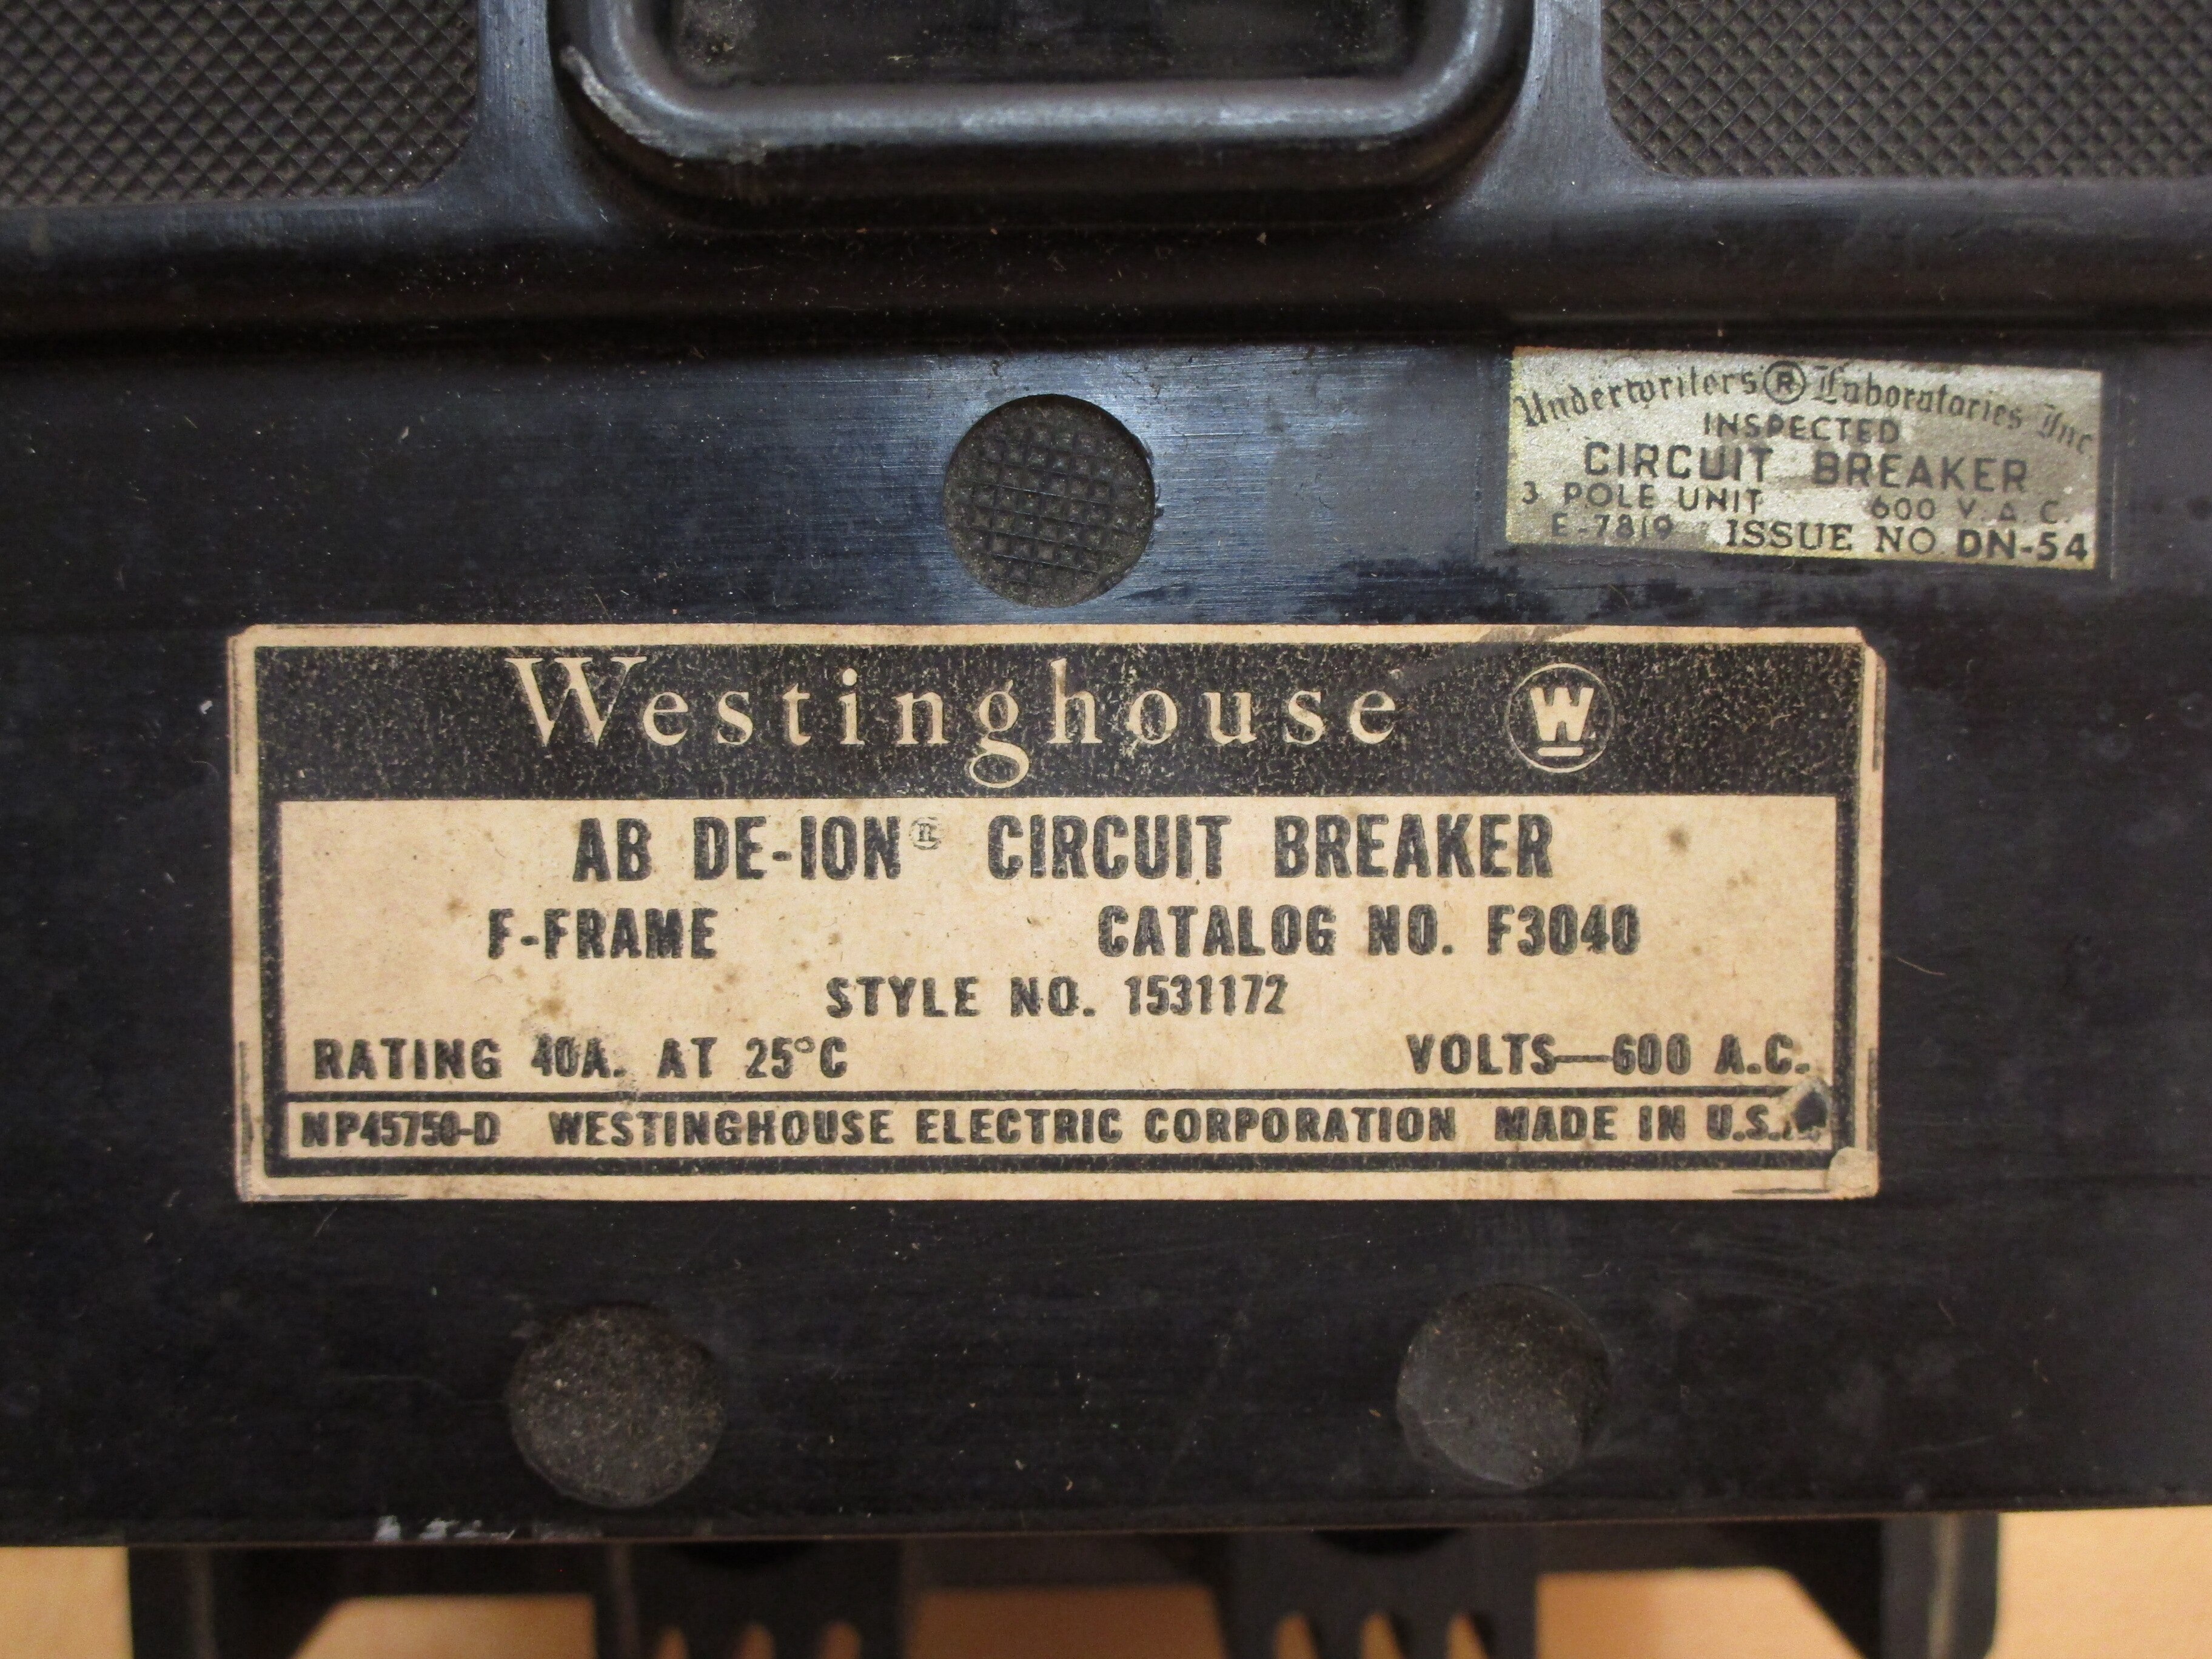 Underwriters® Laboratories Inc
INSPECTED
CIRCUIT BREAKER
3 POLE UNIT 600 V. A. C.
E-7819 ISSUE NO DN-54
Westinghouse W
AB DE-ION® CIRCUIT BREAKER
F-FRAME CATALOG NO. F3040
STYLE NO. 1531172
RATING 40A. AT 25°C VOLTS—600 A.C.
NP45750-D WESTINGHOUSE ELECTRIC CORPORATION MADE IN U.S.A.